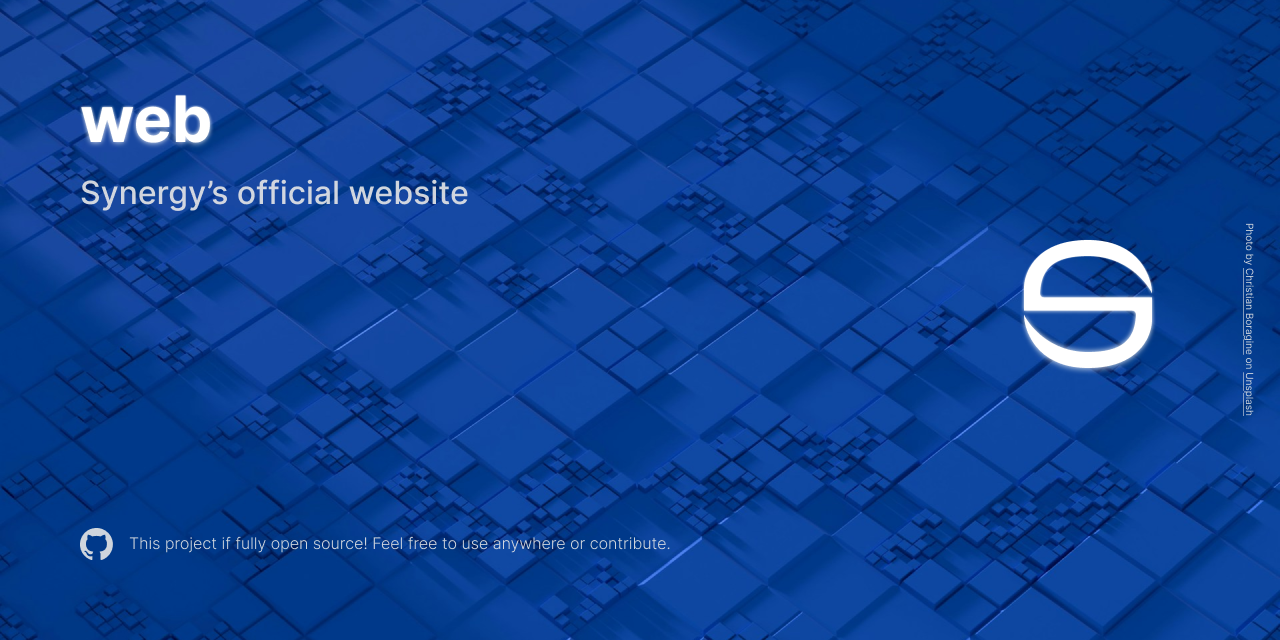 web
Synergy’s official website
This project if fully open source! Feel free to use anywhere or contribute.
Photo by Christian Boragine on Unsplash